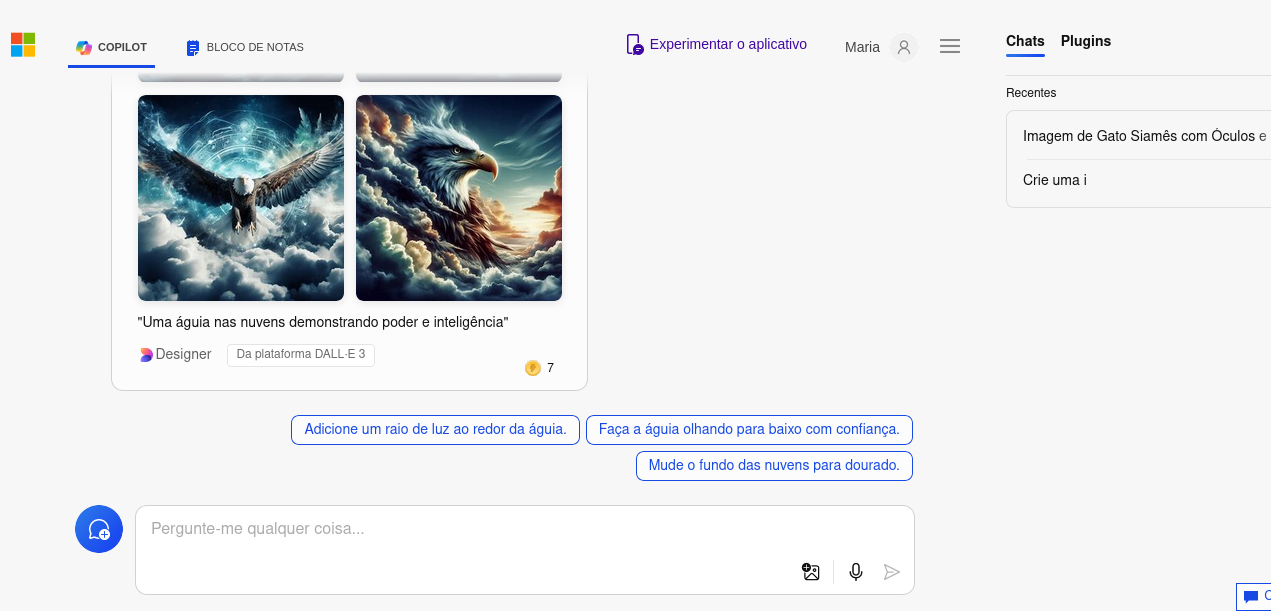 COPILOT
BLOCO DE NOTAS
Experimentar o aplicativo
Maria
Chats Plugins
Recentes
Imagem de Gato Siamês com Óculos e
Crie uma i
"Uma águia nas nuvens demonstrando poder e inteligência"
Designer
Da plataforma DALL·E 3
7
Adicione um raio de luz ao redor da águia.
Faça a águia olhando para baixo com confiança.
Mude o fundo das nuvens para dourado.
Pergunte-me qualquer coisa...